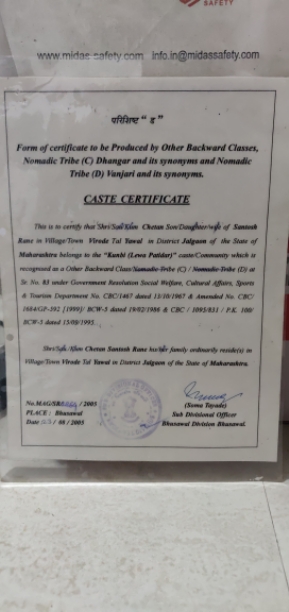 SAFETY
www.midas-safety.com info.in@midassafety.com
परिशिष्ट " ड "
Form of certificate to be Produced by Other Backward Classes,
Nomadic Tribe (C) Dhangar and its synonyms and Nomadic
Tribe (D) Vanjari and its synonyms.
CASTE CERTIFICATE
This is to certify that Shri/Sau/Kum Chetan Son/Daughter/wife of Santosh
Rane in Village/Town Virode Tal Yawal in District Jalgaon of the State of
Maharashtra belongs to the "Kunbi (Lewa Patidar)" caste/Community which is
recognised as a Other Backward Class/Nomadic Tribe (C) / Nomadic Tribe (D) at
Sr. No. 83 under Government Resolution Social Welfare, Cultural Affairs, Sports
& Tourism Department No. CBC/1467 dated 13/10/1967 & Amended No. CBC/
1684/GP-392 [1999]/ BCW-5 dated 19/02/1986 & CBC / 1095/831 / P.K. 100/
BCW-5 dated 15/09/1995.
Shri/Sau/Kum Chetan Santosh Rane his/her family ordinarily reside(s) in
Village/Town Virode Tal Yawal in District Jalgaon of the State of Maharashtra.
No.MAG/SR / 2005
PLACE : Bhusawal
Date / 08 / 2005
(Soma Tayade)
Sub Divisional Officer
Bhusawal Division Bhusawal.